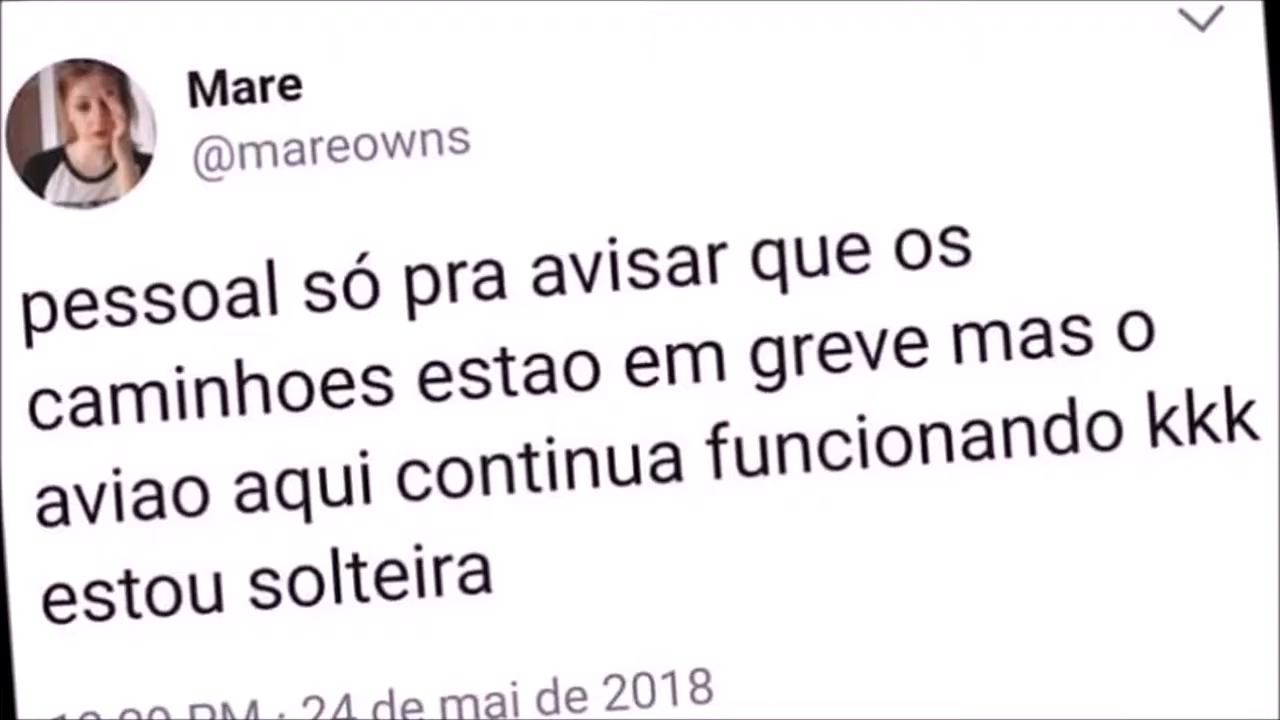 Mare
@mareowns
pessoal só pra avisar que os
caminhoes estao em greve mas o
aviao aqui continua funcionando kkk
estou solteira
PM · 24 de mai de 2018